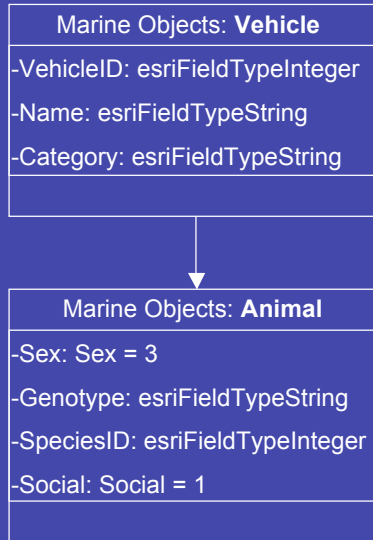 Marine Objects: Vehicle
-VehicleID: esriFieldTypeInteger
-Name: esriFieldTypeString
-Category: esriFieldTypeString
Marine Objects: Animal
-Sex: Sex = 3
-Genotype: esriFieldTypeString
-SpeciesID: esriFieldTypeInteger
-Social: Social = 1